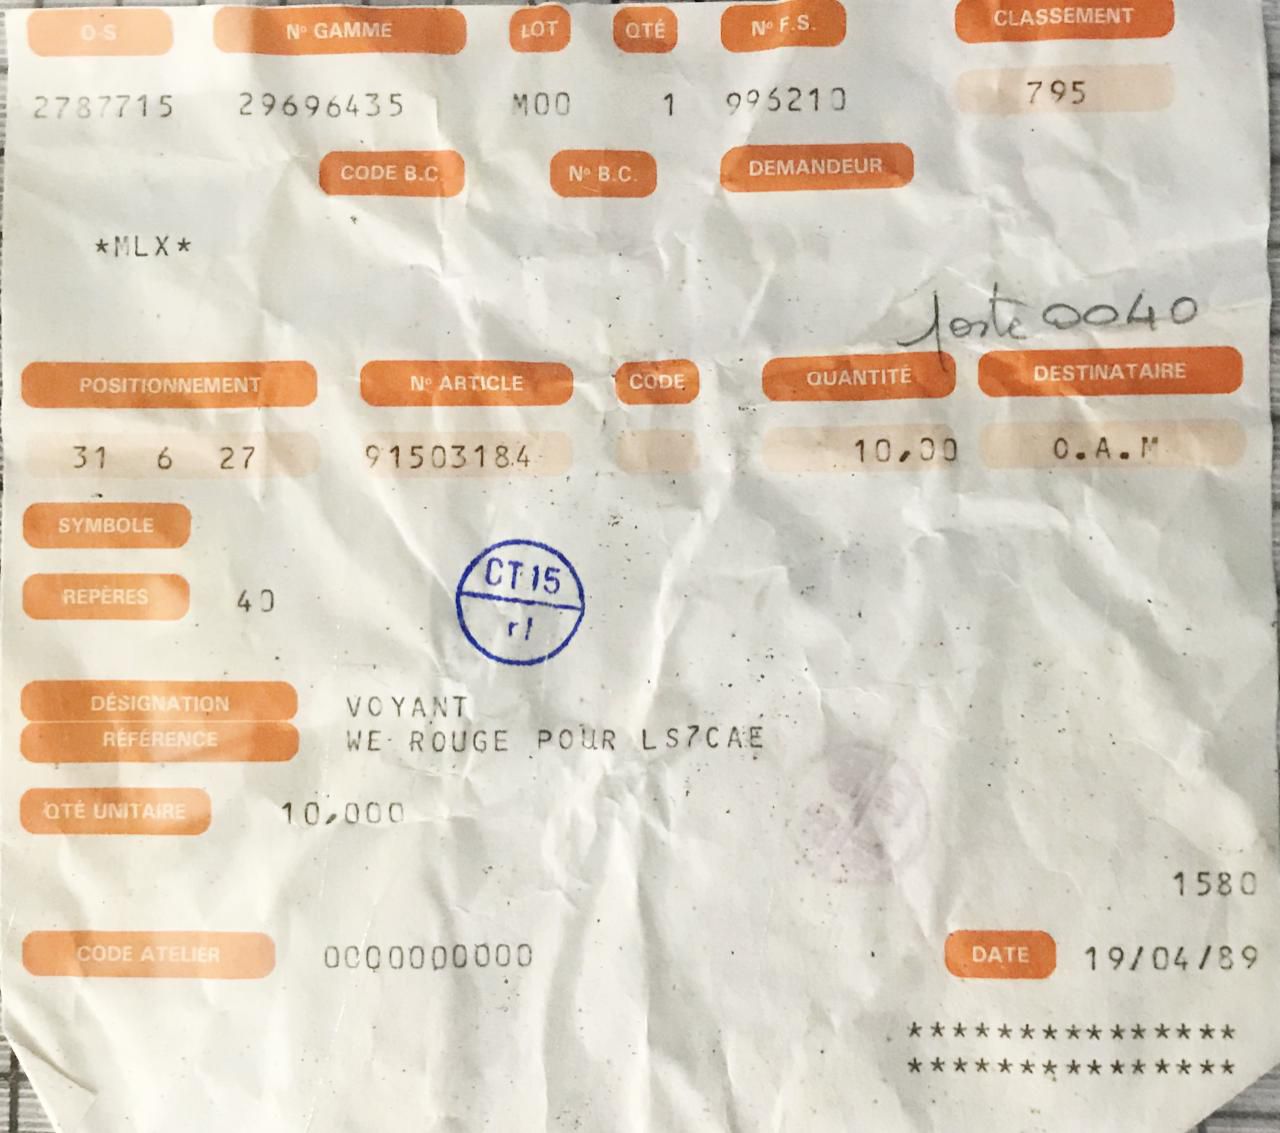 O-S N° GAMME LOT QTÉ N° F.S. CLASSEMENT
2787715 29696435 M00 1 996210 795
CODE B.C. N° B.C. DEMANDEUR
*MLX*
poste 0040
POSITIONNEMENT N° ARTICLE CODE QUANTITÉ DESTINATAIRE
31 6 27 91503184 10,00 O.A.M
SYMBOLE
CT 15
REPÈRES 40
r1
DÉSIGNATION VOYANT
RÉFÉRENCE WE ROUGE POUR LS7CAE
QTÉ UNITAIRE 10,000
1580
CODE ATELIER 0000000000 DATE 19/04/89
***************
***************